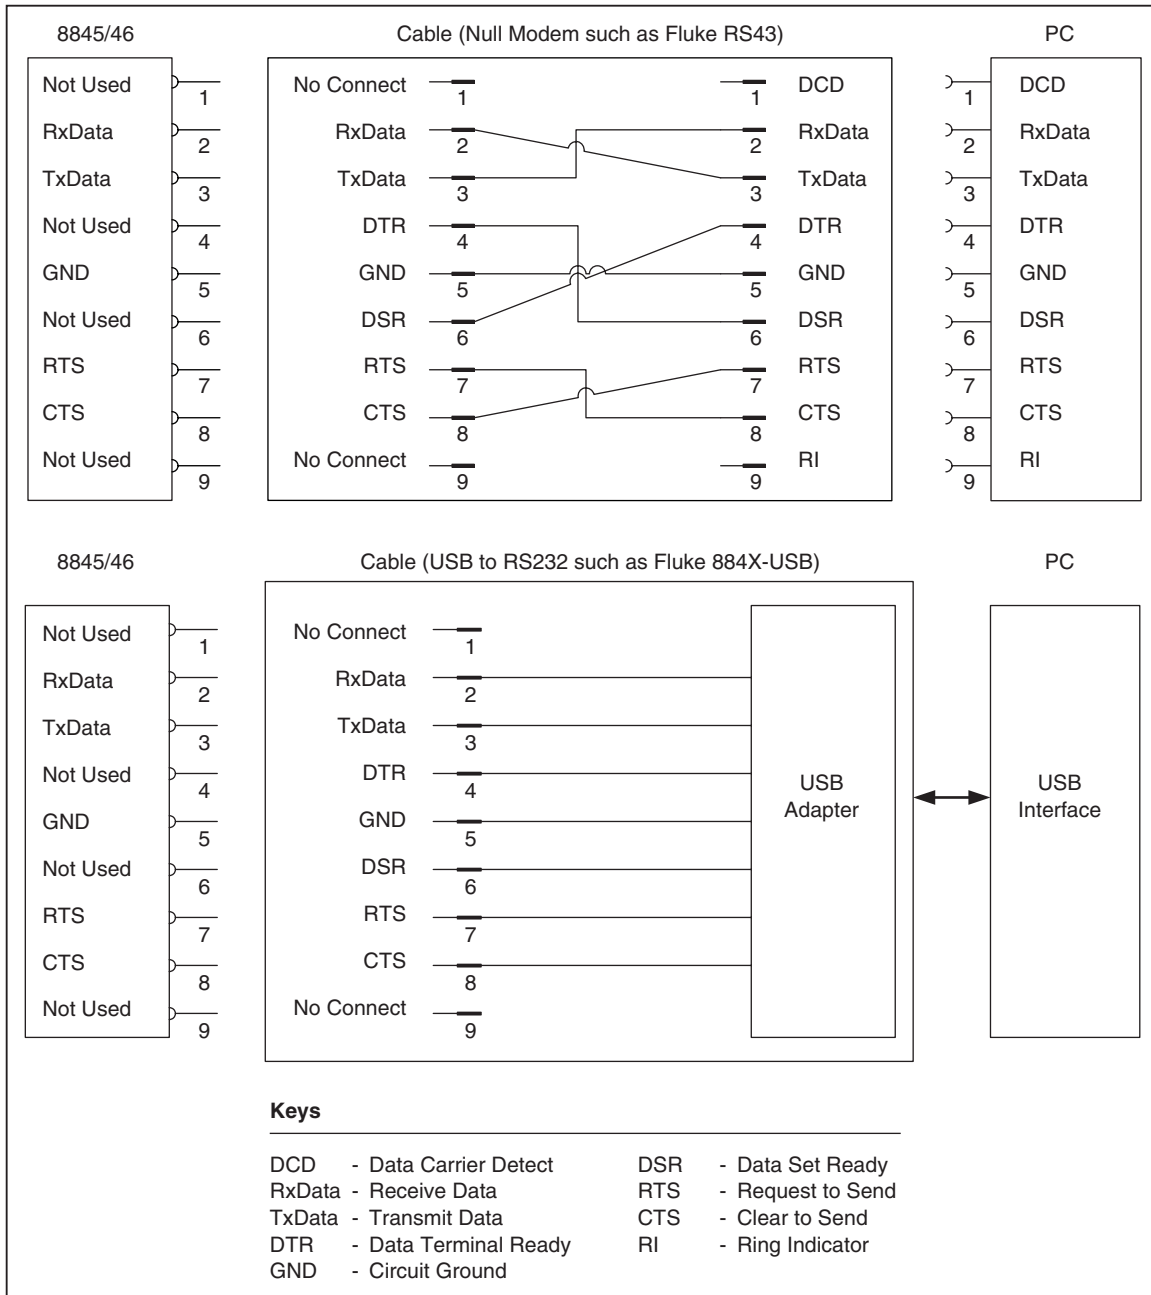 8845/46 Cable (Null Modem such as Fluke RS43) PC
Not Used 1 No Connect 1 1 DCD 1 DCD
RxData 2 RxData 2 2 RxData 2 RxData
TxData 3 TxData 3 3 TxData 3 TxData
Not Used 4 DTR 4 4 DTR 4 DTR
GND 5 GND 5 5 GND 5 GND
Not Used 6 DSR 6 6 DSR 6 DSR
RTS 7 RTS 7 7 RTS 7 RTS
CTS 8 CTS 8 8 CTS 8 CTS
Not Used 9 No Connect 9 9 RI 9 RI
8845/46 Cable (USB to RS232 such as Fluke 884X-USB) PC
Not Used 1 No Connect 1
RxData 2 RxData 2
TxData 3 TxData 3
Not Used 4 DTR 4 USB USB
GND 5 GND 5 Adapter Interface
Not Used 6 DSR 6
RTS 7 RTS 7
CTS 8 CTS 8
Not Used 9 No Connect 9
Keys
DCD - Data Carrier Detect DSR - Data Set Ready
RxData - Receive Data RTS - Request to Send
TxData - Transmit Data CTS - Clear to Send
DTR - Data Terminal Ready RI - Ring Indicator
GND - Circuit Ground